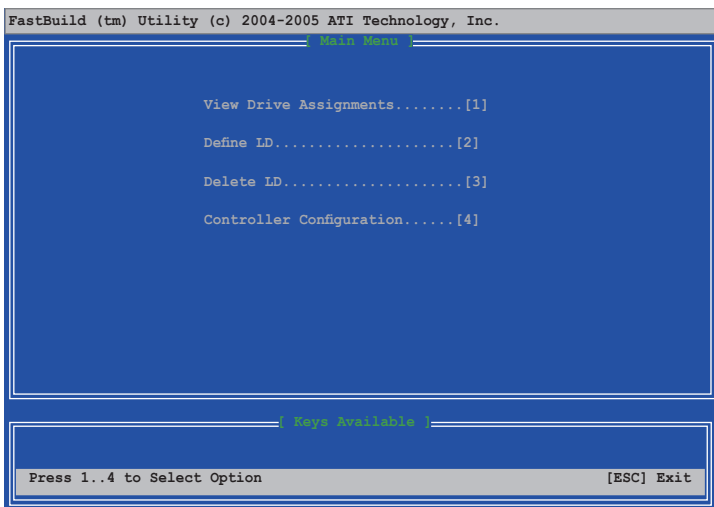 FastBuild (tm) Utility (c) 2004-2005 ATI Technology, Inc.
[ Main Menu ]
View Drive Assignments........[1]
Define LD.....................[2]
Delete LD.....................[3]
Controller Configuration......[4]
[ Keys Available ]
Press 1..4 to Select Option [ESC] Exit